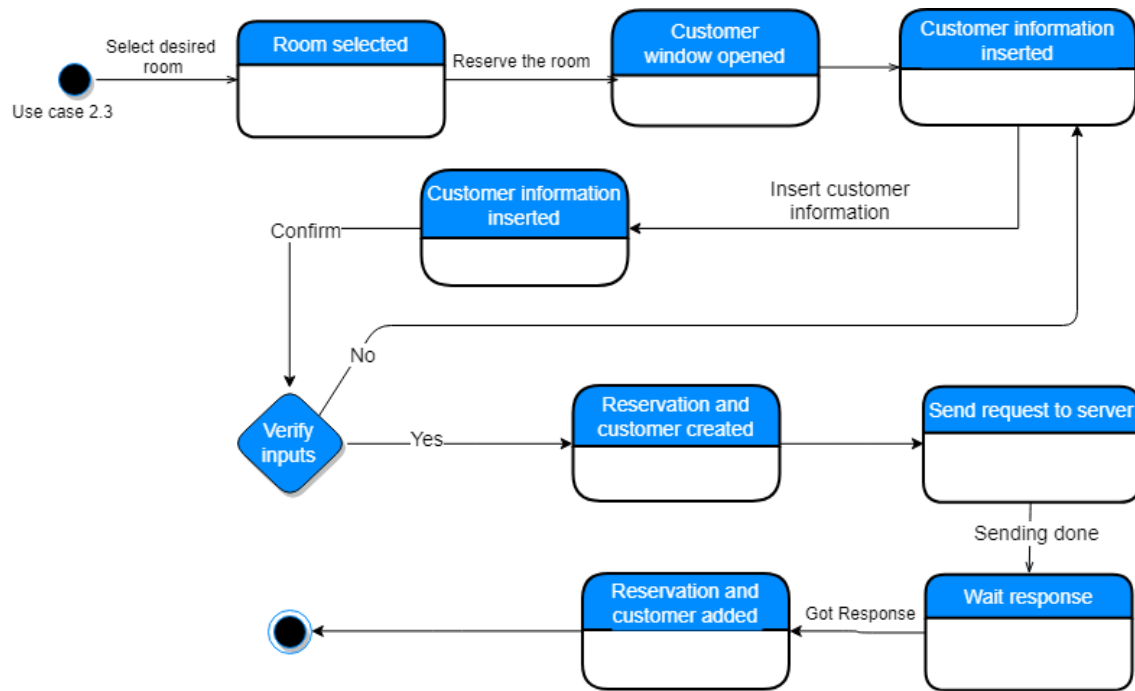 Select desired
room
Use case 2.3
Room selected
Reserve the room
Customer
window opened
Customer information
inserted
Insert customer
information
Customer information
inserted
Confirm
No
Verify
inputs
Yes
Reservation and
customer created
Send request to server
Sending done
Wait response
Got Response
Reservation and
customer added